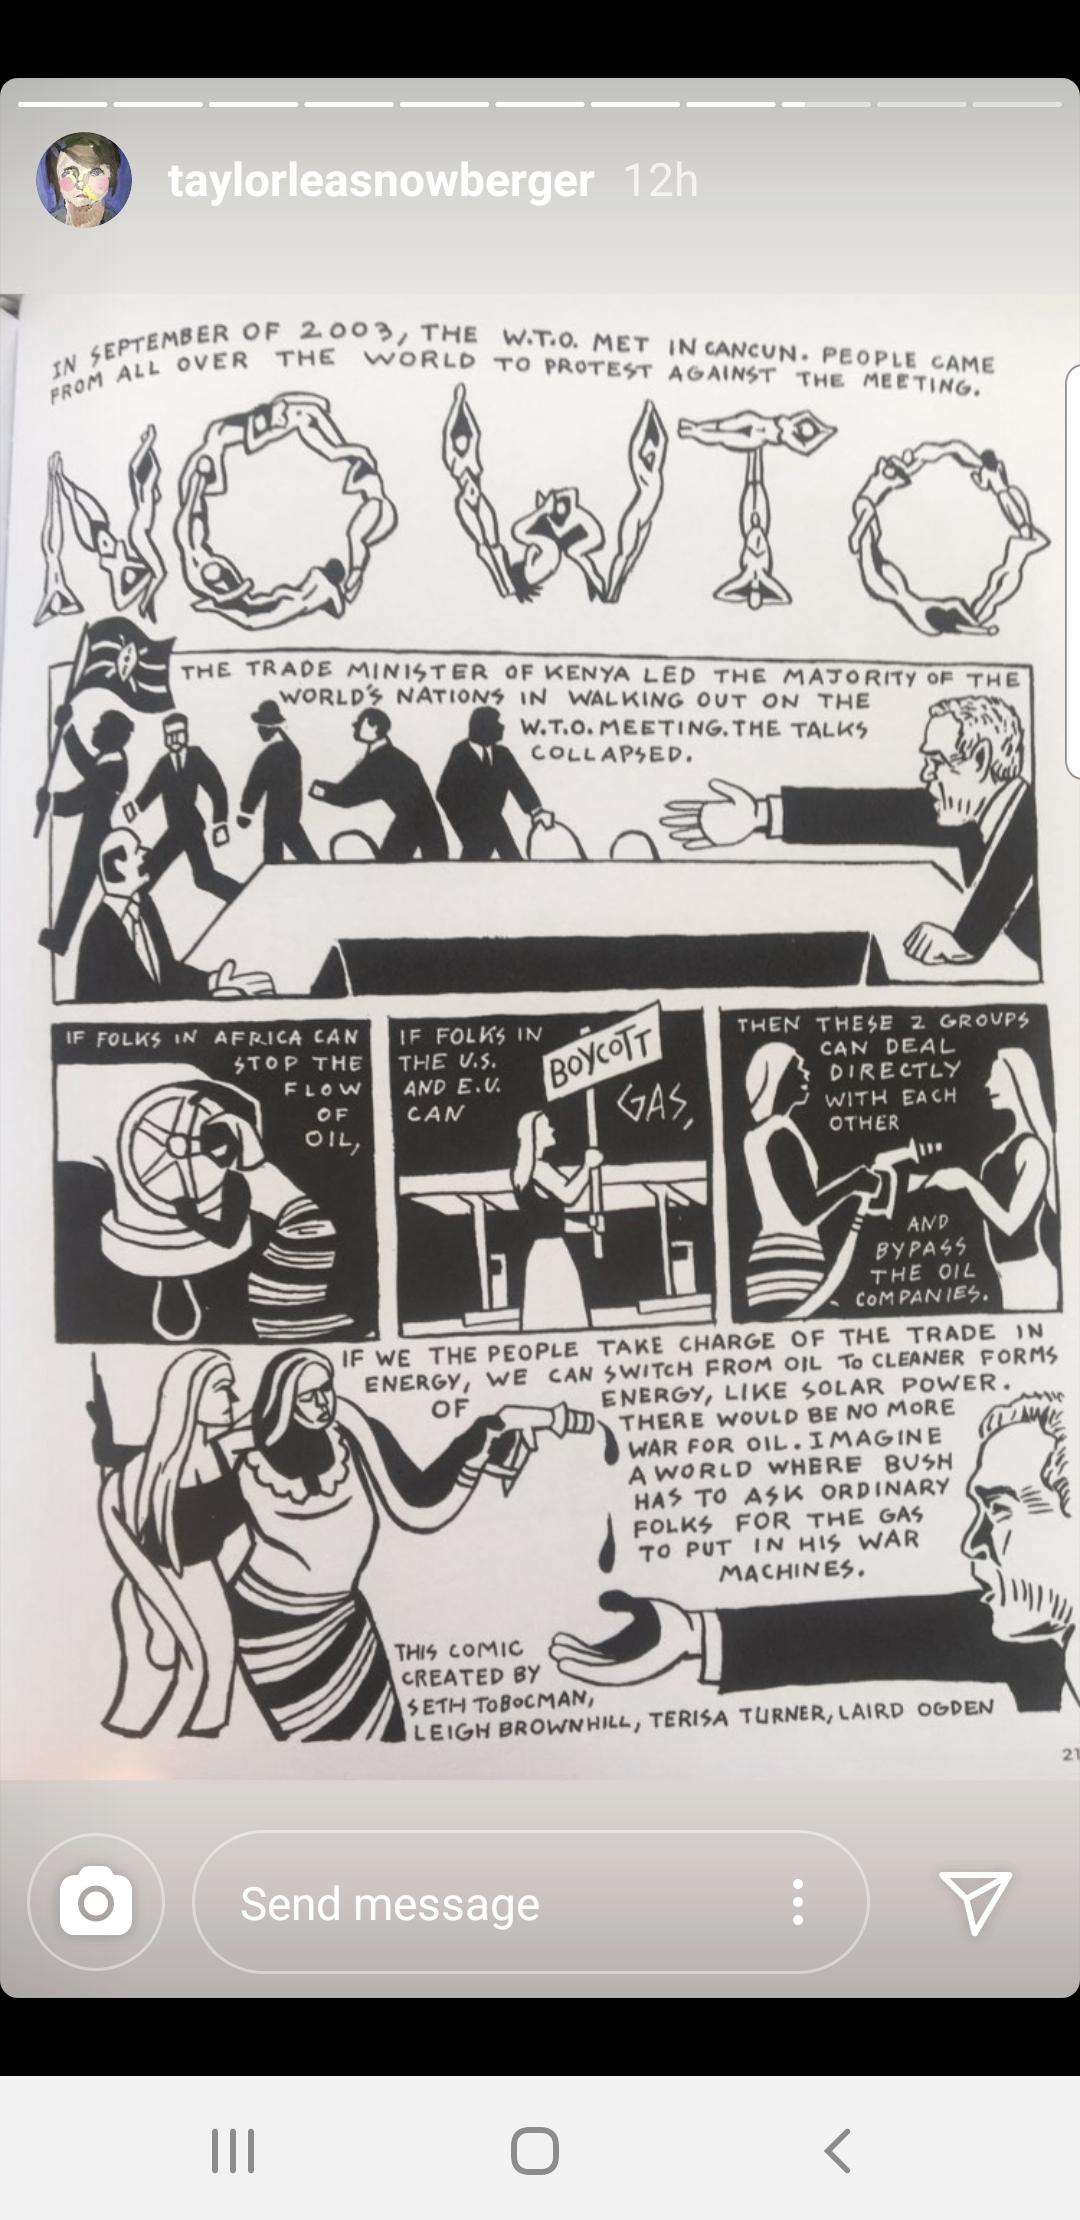 taylorleasnowberger 12h
IN SEPTEMBER OF 2003, THE W.T.O. MET IN CANCUN. PEOPLE CAME
FROM ALL OVER THE WORLD TO PROTEST AGAINST THE MEETING.
NO WTO
THE TRADE MINISTER OF KENYA LED THE MAJORITY OF THE
WORLD'S NATIONS IN WALKING OUT ON THE
W.T.O. MEETING. THE TALKS
COLLAPSED.
IF FOLKS IN AFRICA CAN
STOP THE
FLOW
OF
OIL,
IF FOLKS IN
THE U.S.
AND E.U.
CAN
BOYCOTT
GAS,
THEN THESE 2 GROUPS
CAN DEAL
DIRECTLY
WITH EACH
OTHER
AND
BYPASS
THE OIL
COMPANIES.
IF WE THE PEOPLE TAKE CHARGE OF THE TRADE IN
ENERGY, WE CAN SWITCH FROM OIL TO CLEANER FORMS
OF ENERGY, LIKE SOLAR POWER.
THERE WOULD BE NO MORE
WAR FOR OIL. IMAGINE
A WORLD WHERE BUSH
HAS TO ASK ORDINARY
FOLKS FOR THE GAS
TO PUT IN HIS WAR
MACHINES.
THIS COMIC
CREATED BY
SETH TOBOCMAN,
LEIGH BROWNHILL, TERISA TURNER, LAIRD OGDEN
Send message